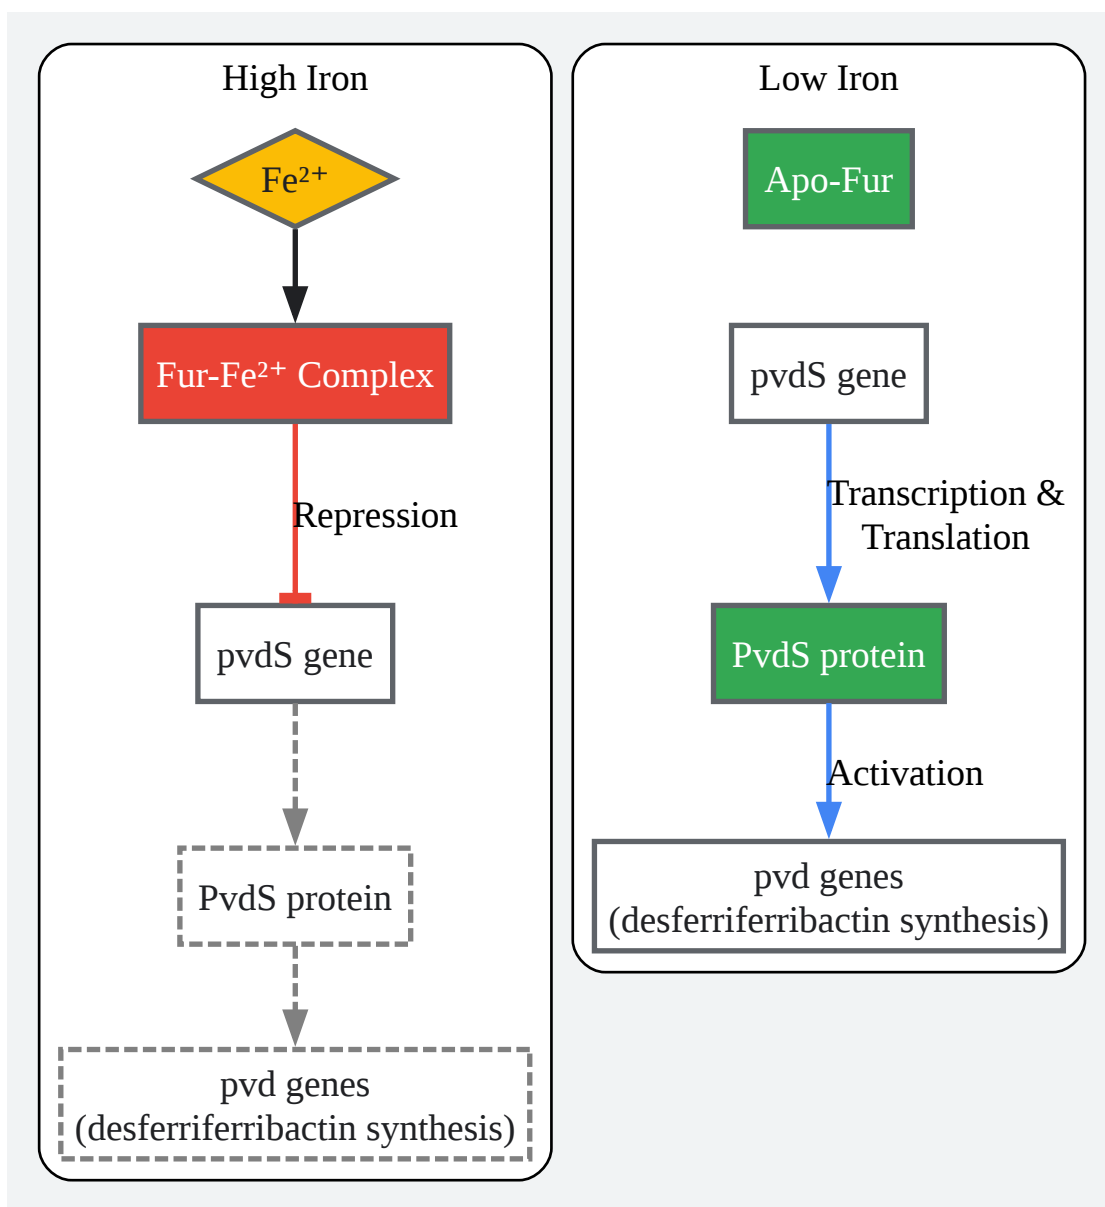 High Iron
Fe²⁺
Fur-Fe²⁺ Complex
Repression
pvdS gene
PvdS protein
pvd genes
(desferriferribactin synthesis)
Low Iron
Apo-Fur
pvdS gene
Transcription &
Translation
PvdS protein
Activation
pvd genes
(desferriferribactin synthesis)